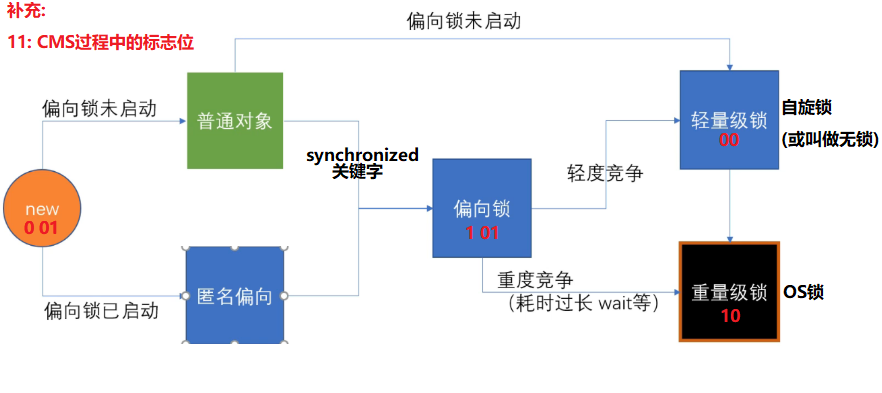 补充:
11: CMS过程中的标志位
偏向锁未启动
偏向锁未启动
普通对象
轻量级锁
00
自旋锁
(或叫做无锁)
synchronized
关键字
轻度竞争
new
0 01
偏向锁
1 01
匿名偏向
偏向锁已启动
重度竞争
（耗时过长 wait等）
重量级锁
10
OS锁